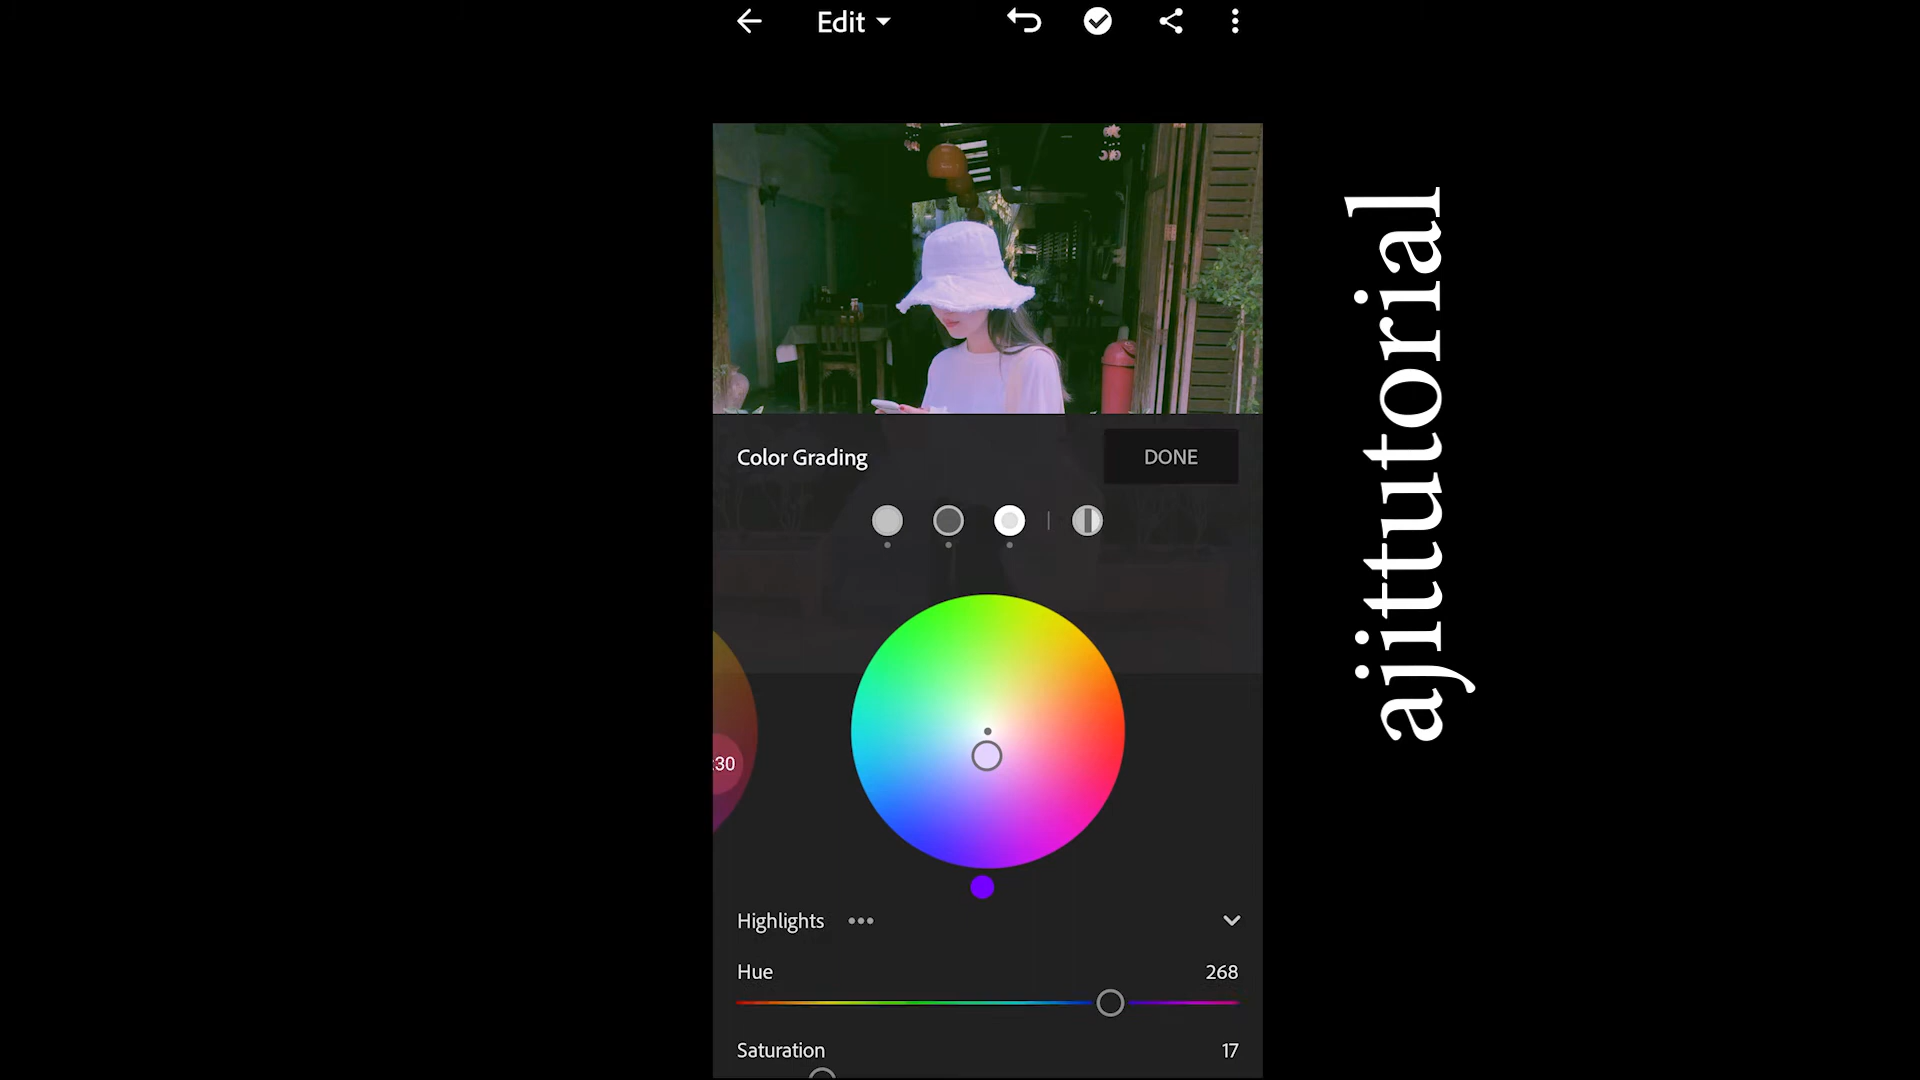 Edit
Color Grading
DONE
:30
Highlights
Hue
268
Saturation
17
ajittutorial